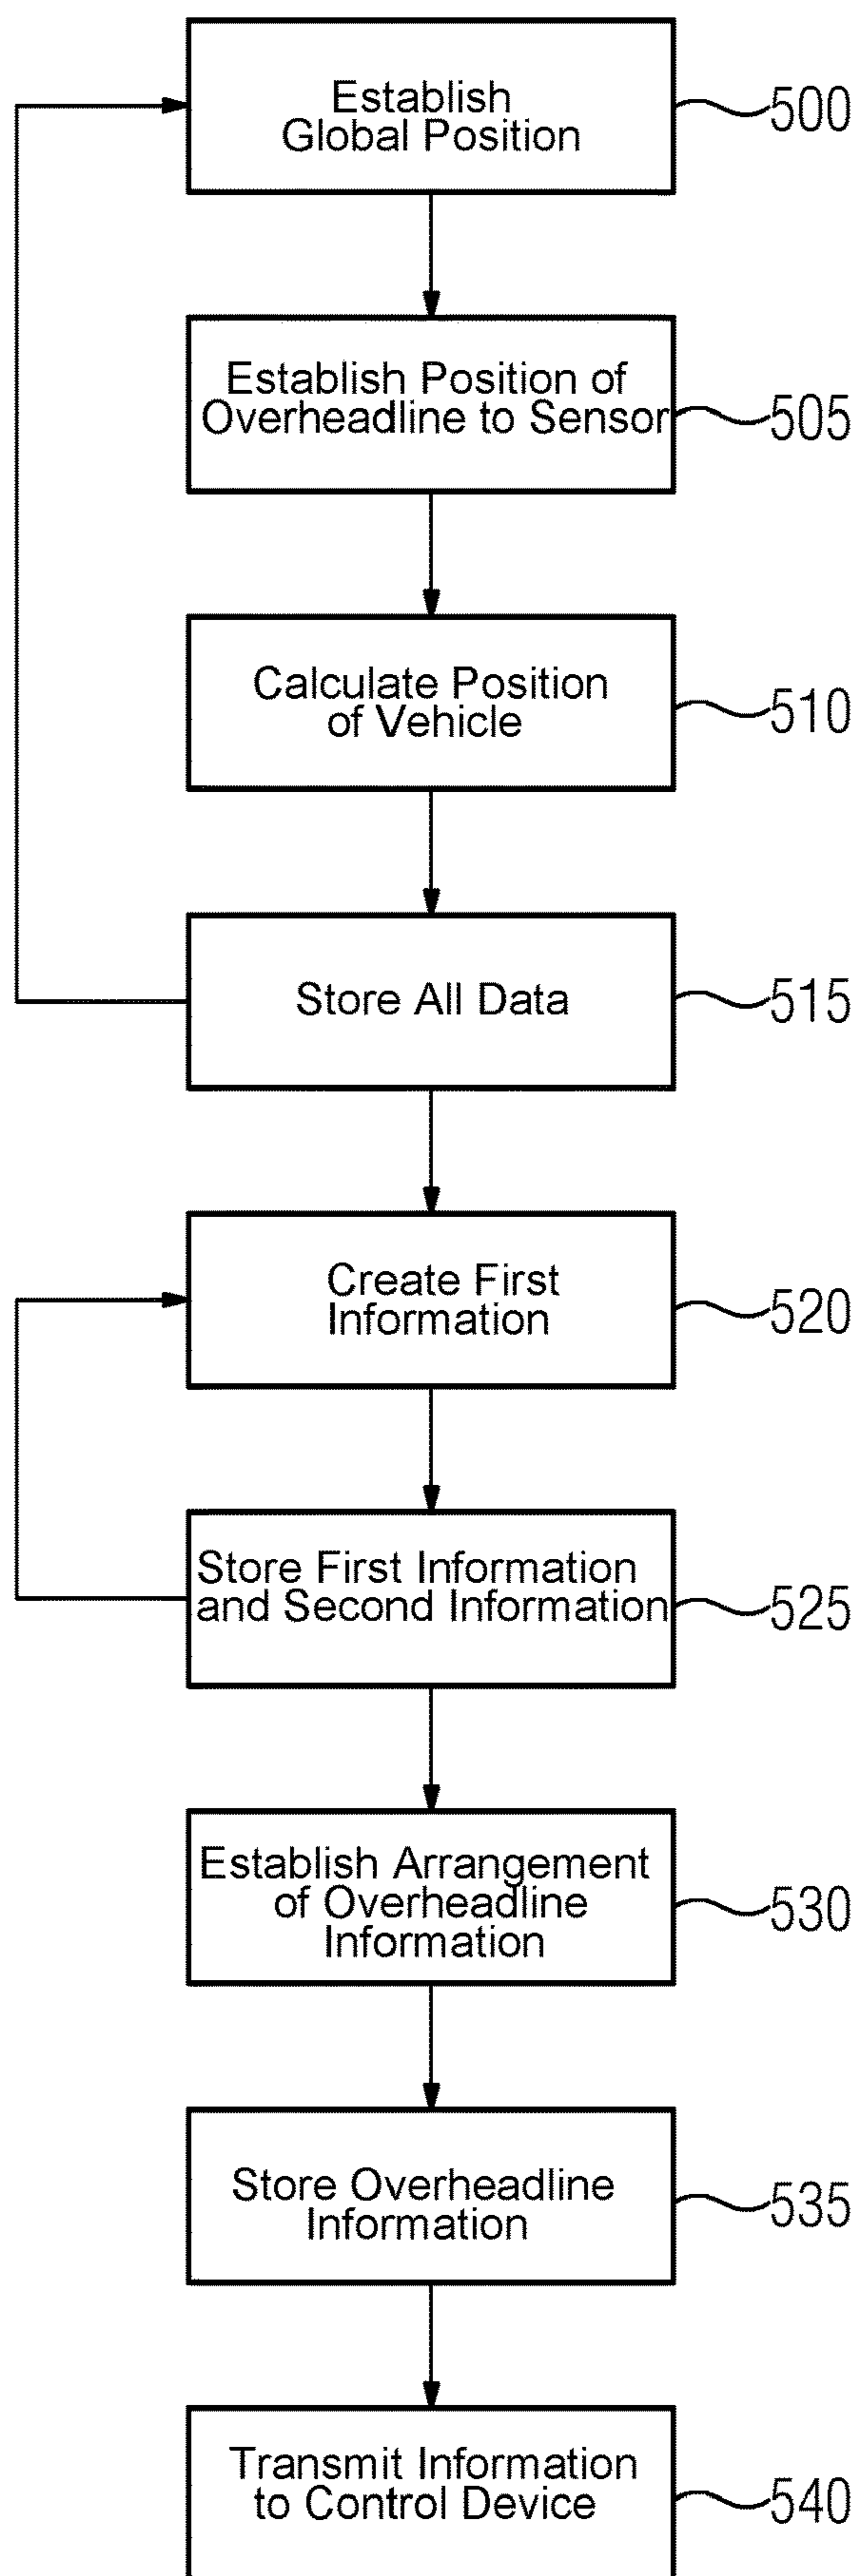 Establish
Global Position
500
Establish Position of
Overheadline to Sensor
505
Calculate Position
of Vehicle
510
Store All Data
515
Create First
Information
520
Store First Information
and Second Information
525
Establish Arrangement
of Overheadline
Information
530
Store Overheadline
Information
535
Transmit Information
to Control Device
540